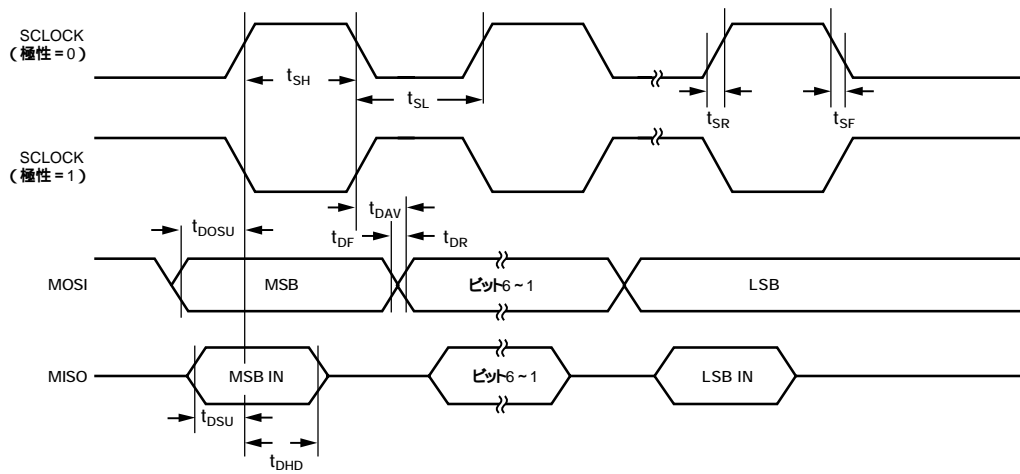 SCLOCK
(極性=0)
tSH
tSL
tSR
tSF
SCLOCK
(極性=1)
tDAV
tDOSU
tDF
tDR
MOSI
MSB
ビット6~1
LSB
MISO
MSB IN
ビット6~1
LSB IN
tDSU
tDHD